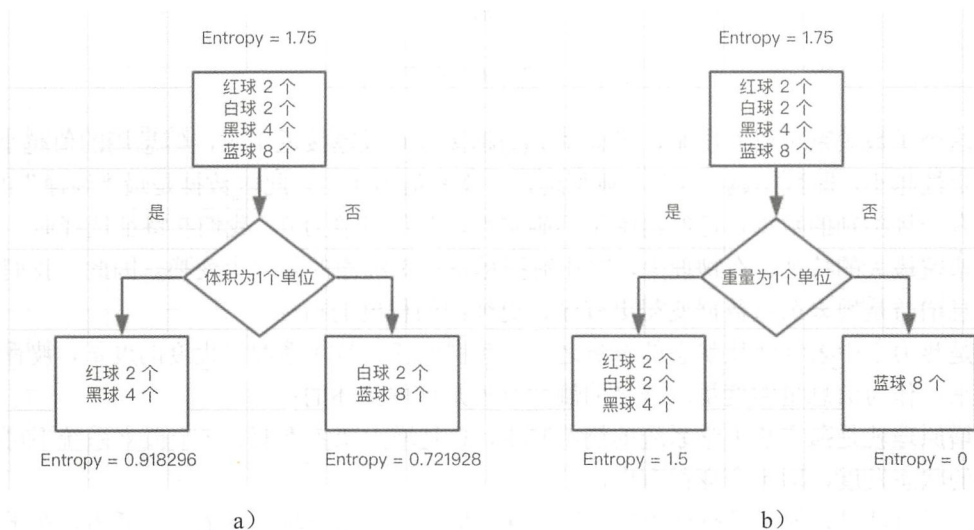 Entropy = 1.75
红球 2 个
白球 2 个
黑球 4 个
蓝球 8 个
是
否
体积为1个单位
红球 2 个
黑球 4 个
白球 2 个
蓝球 8 个
Entropy = 0.918296
Entropy = 0.721928
a）
Entropy = 1.75
红球 2 个
白球 2 个
黑球 4 个
蓝球 8 个
是
否
重量为1个单位
红球 2 个
白球 2 个
黑球 4 个
蓝球 8 个
Entropy = 1.5
Entropy = 0
b）